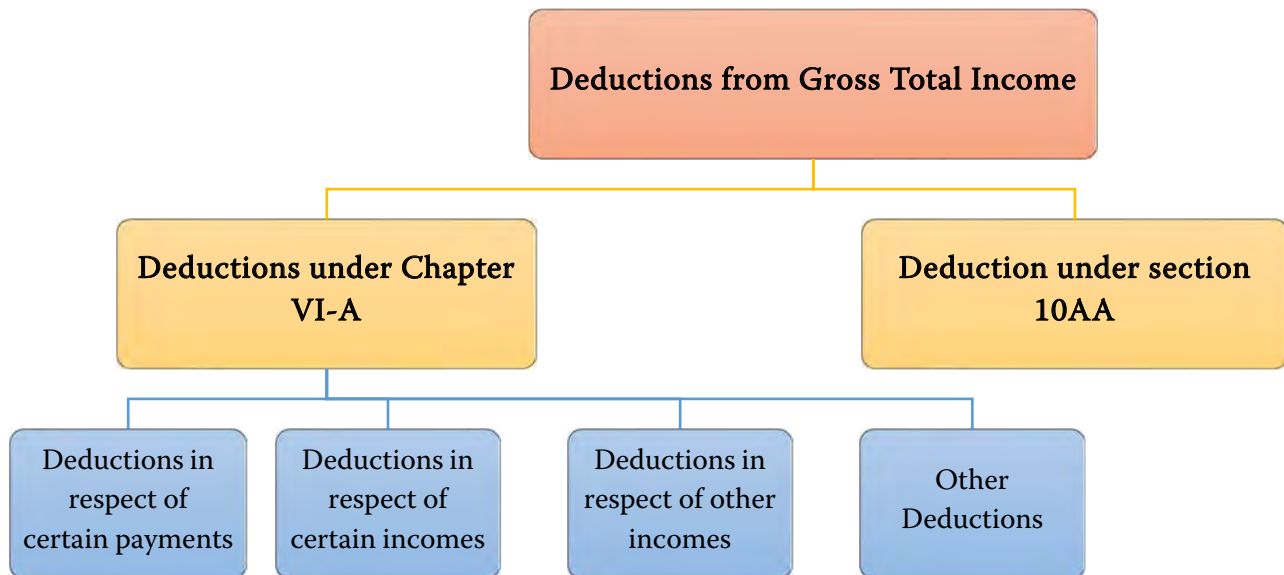 Deductions from Gross Total Income
Deductions under Chapter
VI-A
Deduction under section
10AA
Deductions in
respect of
certain payments
Deductions in
respect of
certain incomes
Deductions in
respect of other
incomes
Other
Deductions